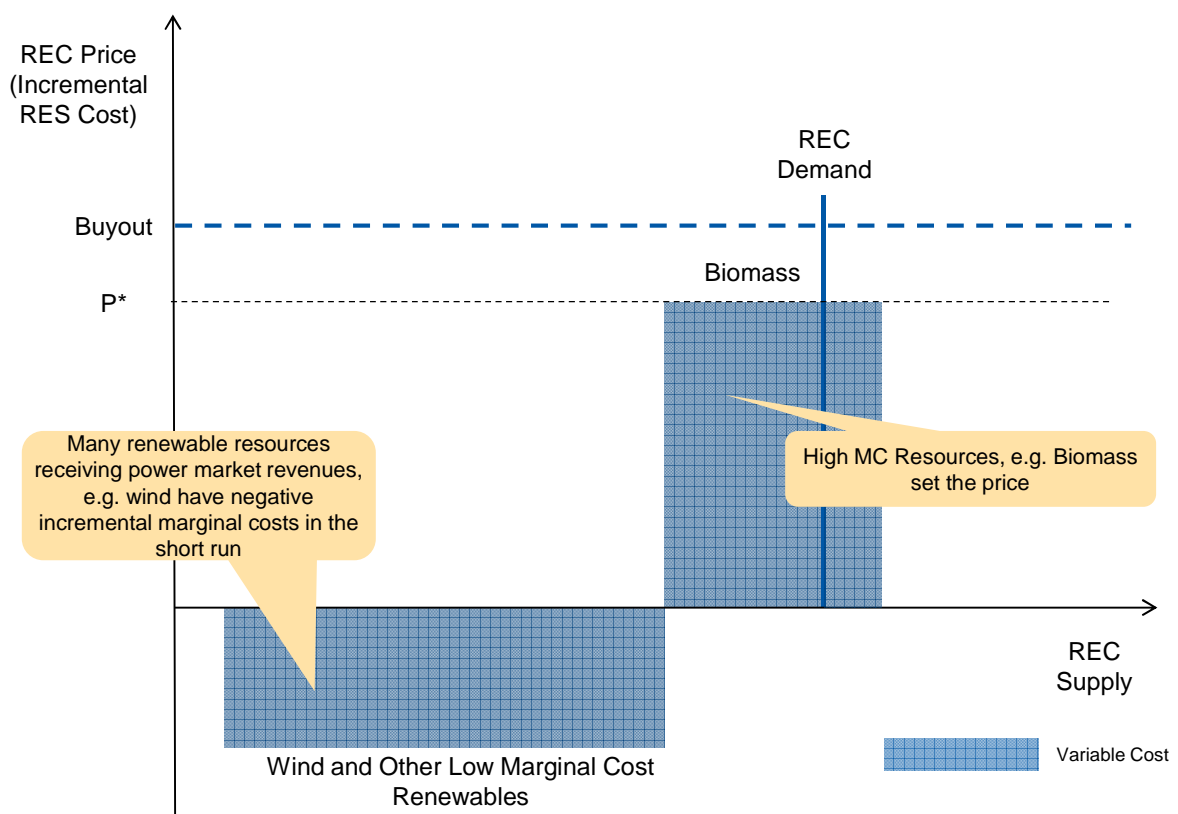 REC Price
(Incremental
RES Cost)
REC
Demand
Buyout
Biomass
P*
Many renewable resources
receiving power market revenues,
e.g. wind have negative
incremental marginal costs in the
short run
High MC Resources, e.g. Biomass
set the price
REC
Supply
Wind and Other Low Marginal Cost
Renewables
Variable Cost